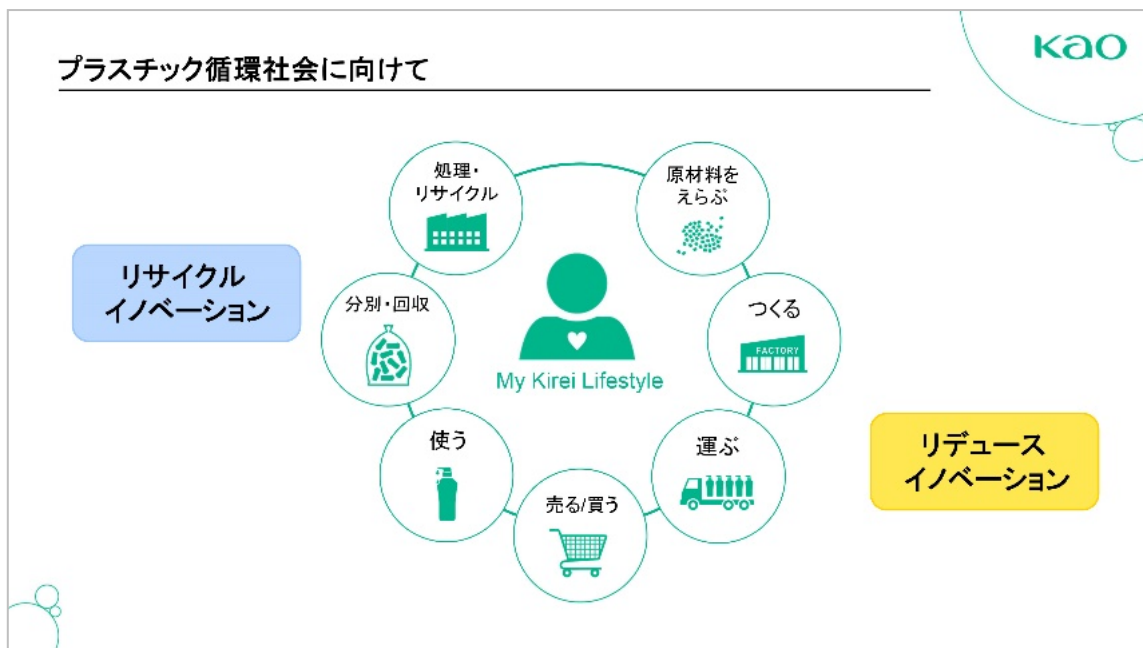 Kao
プラスチック循環社会に向けて
処理・
リサイクル
原材料を
えらぶ
リサイクル
イノベーション
分別・回収
つくる
FACTORY
My Kirei Lifestyle
使う
運ぶ
リデュース
イノベーション
売る/買う